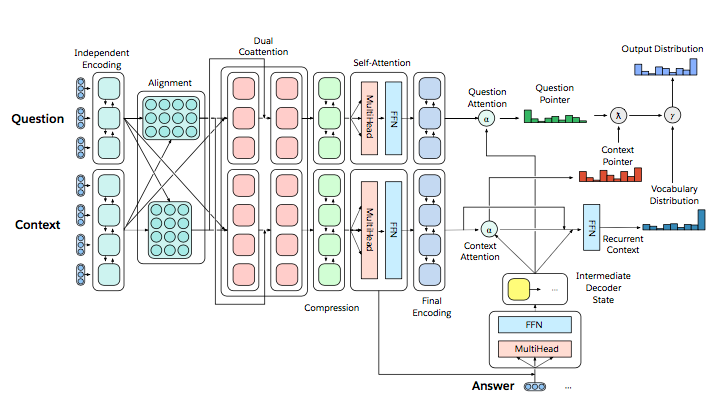 Independent
Encoding
Alignment
Dual
Coattention
Self-Attention
Question
Attention
Question
Pointer
Output Distribution
Question
MultiHead
FFN
α
λ
γ
Context
Pointer
Vocabulary
Distribution
Context
MultiHead
FFN
α
Context
Attention
FFN
Recurrent
Context
Compression
Final
Encoding
...
Intermediate
Decoder
State
FFN
MultiHead
Answer
...